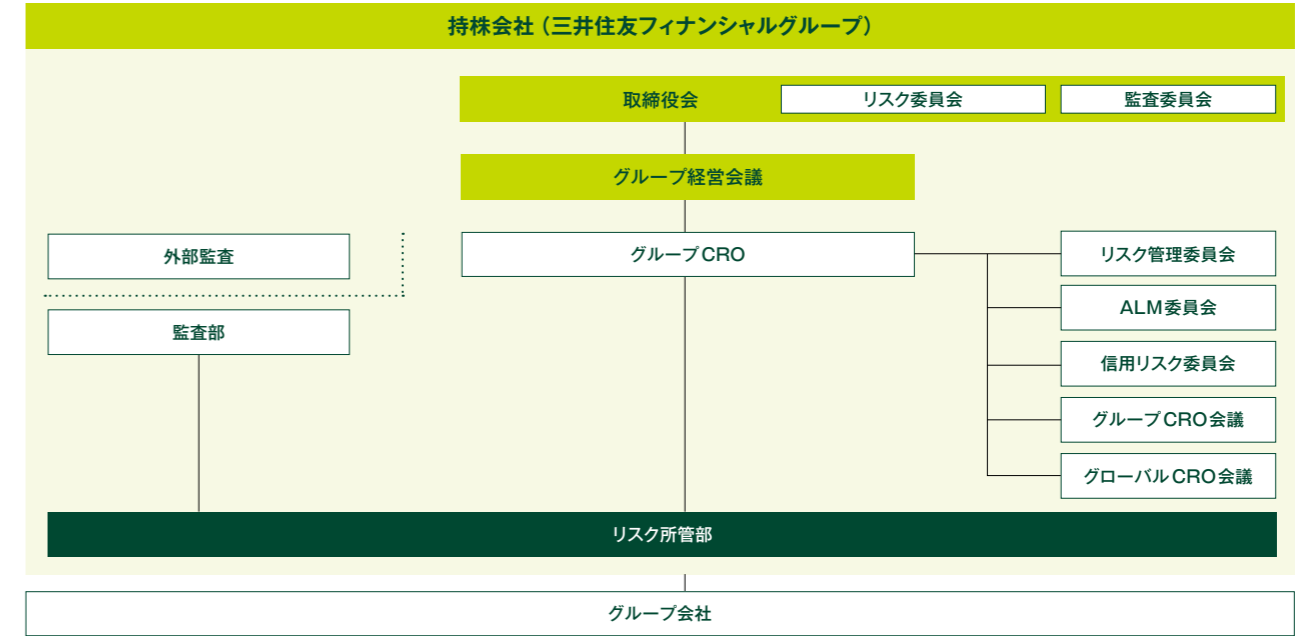 持株会社（三井住友フィナンシャルグループ）
取締役会
リスク委員会
監査委員会
グループ経営会議
外部監査
グループCRO
リスク管理委員会
ALM委員会
監査部
信用リスク委員会
グループCRO会議
グローバルCRO会議
リスク所管部
グループ会社